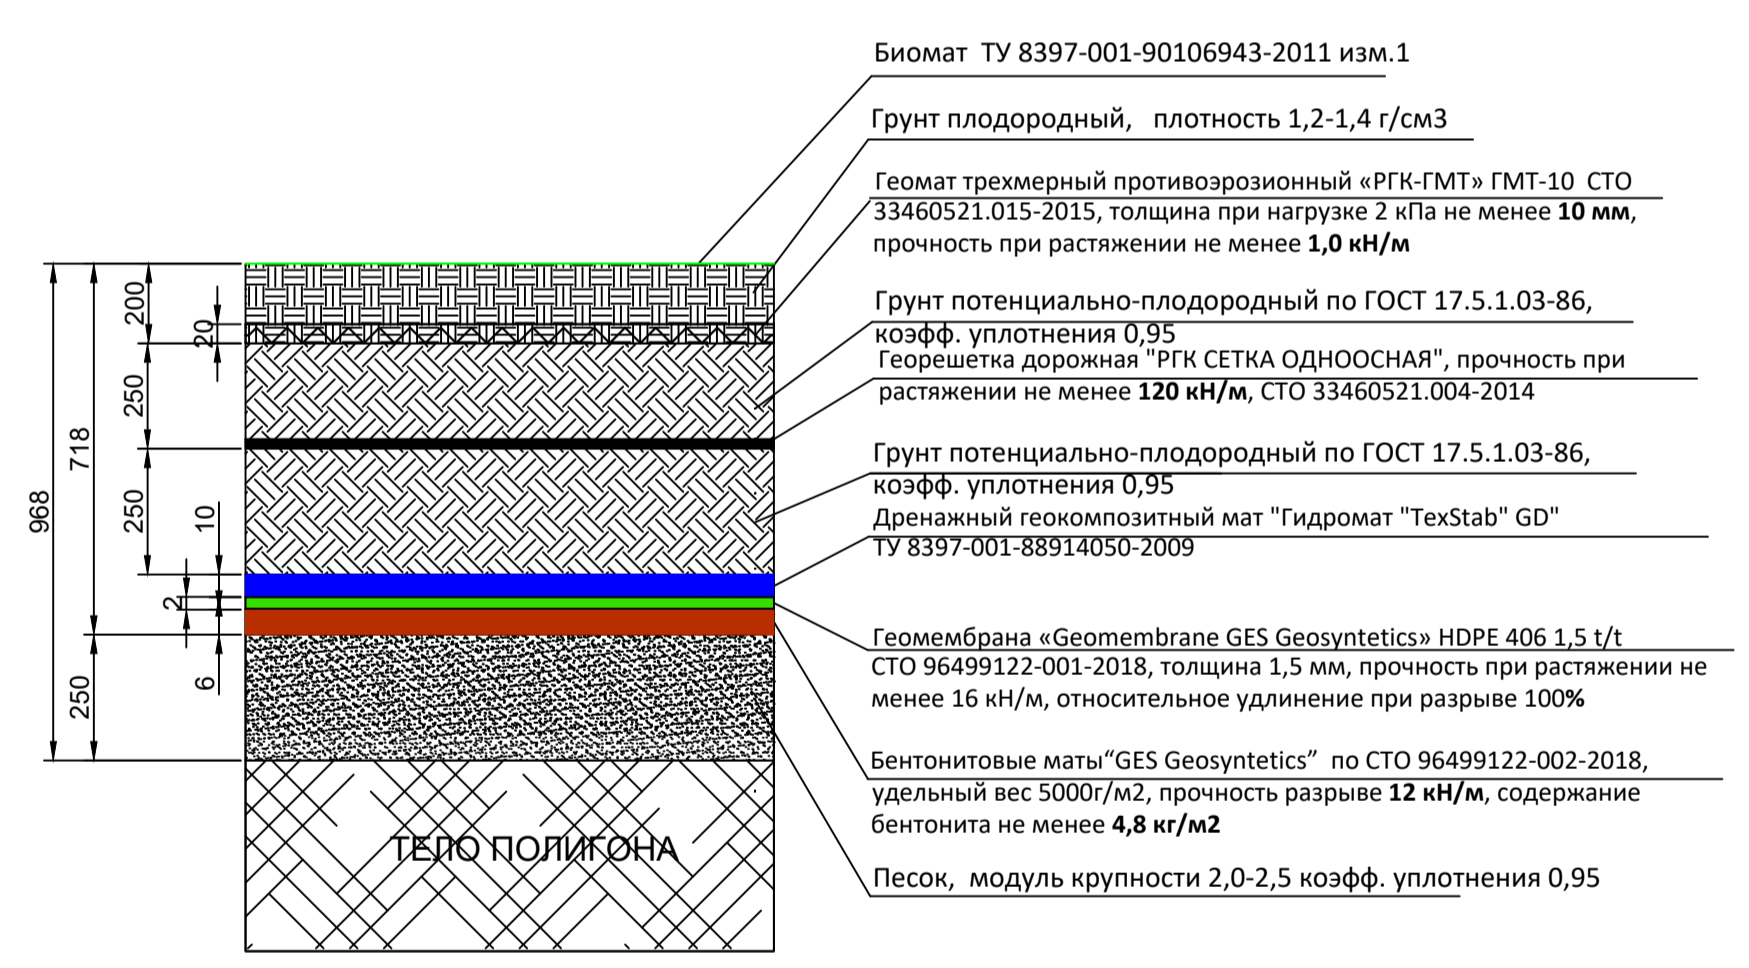 Биомат ТУ 8397-001-90106943-2011 изм.1
Грунт плодородный, плотность 1,2-1,4 г/см3
Геомат трехмерный противоэрозионный «РГК-ГМТ» ГМТ-10 СТО
33460521.015-2015, толщина при нагрузке 2 кПа не менее 10 мм,
прочность при растяжении не менее 1,0 кН/м
Грунт потенциально-плодородный по ГОСТ 17.5.1.03-86,
коэфф. уплотнения 0,95
Георешетка дорожная "РГК СЕТКА ОДНООСНАЯ", прочность при
растяжении не менее 120 кН/м, СТО 33460521.004-2014
Грунт потенциально-плодородный по ГОСТ 17.5.1.03-86,
коэфф. уплотнения 0,95
Дренажный геокомпозитный мат "Гидромат "TexStab" GD"
ТУ 8397-001-88914050-2009
Геомембрана «Geomembrane GES Geosyntetics» HDPE 406 1,5 t/t
СТО 96499122-001-2018, толщина 1,5 мм, прочность при растяжении не
менее 16 кН/м, относительное удлинение при разрыве 100%
Бентонитовые маты“GES Geosyntetics” по СТО 96499122-002-2018,
удельный вес 5000г/м2, прочность разрыве 12 кН/м, содержание
бентонита не менее 4,8 кг/м2
Песок, модуль крупности 2,0-2,5 коэфф. уплотнения 0,95
968
718
250
200
20
250
250
10
2
6
ТЕЛО ПОЛИГОНА